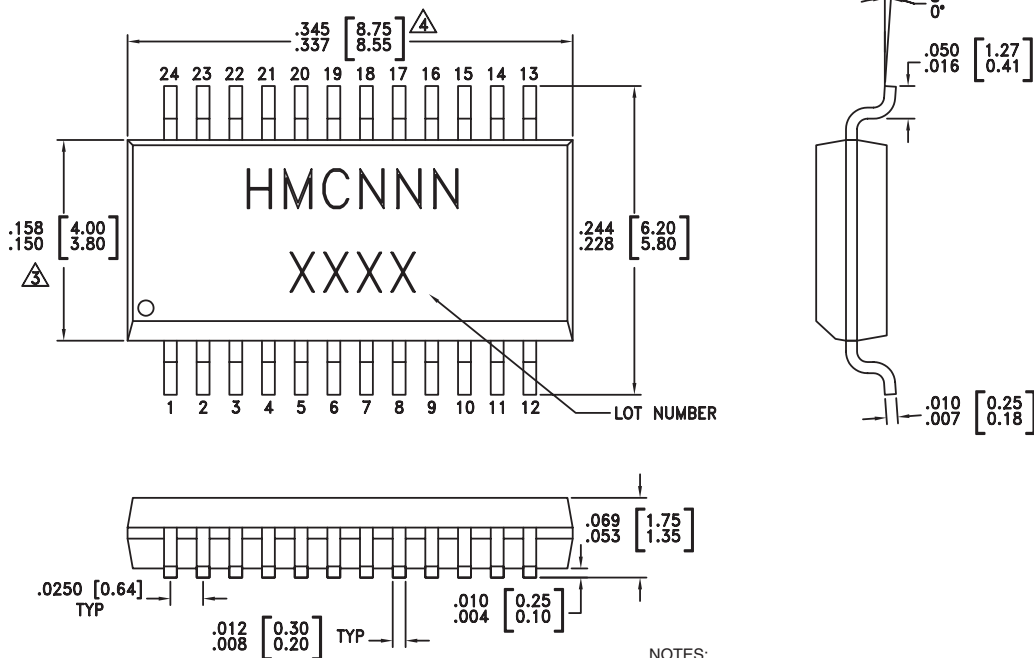 .345 [8.75]
.337 [8.55]
4
0°
.050 [1.27]
.016 [0.41]
24 23 22 21 20 19 18 17 16 15 14 13
HMCNNN
XXXX
.158 [4.00]
.150 [3.80]
3
.244 [6.20]
.228 [5.80]
1 2 3 4 5 6 7 8 9 10 11 12
LOT NUMBER
.010 [0.25]
.007 [0.18]
.069 [1.75]
.053 [1.35]
.0250 [0.64]
TYP
.010 [0.25]
.004 [0.10]
.012 [0.30]
.008 [0.20]
TYP
NOTES: